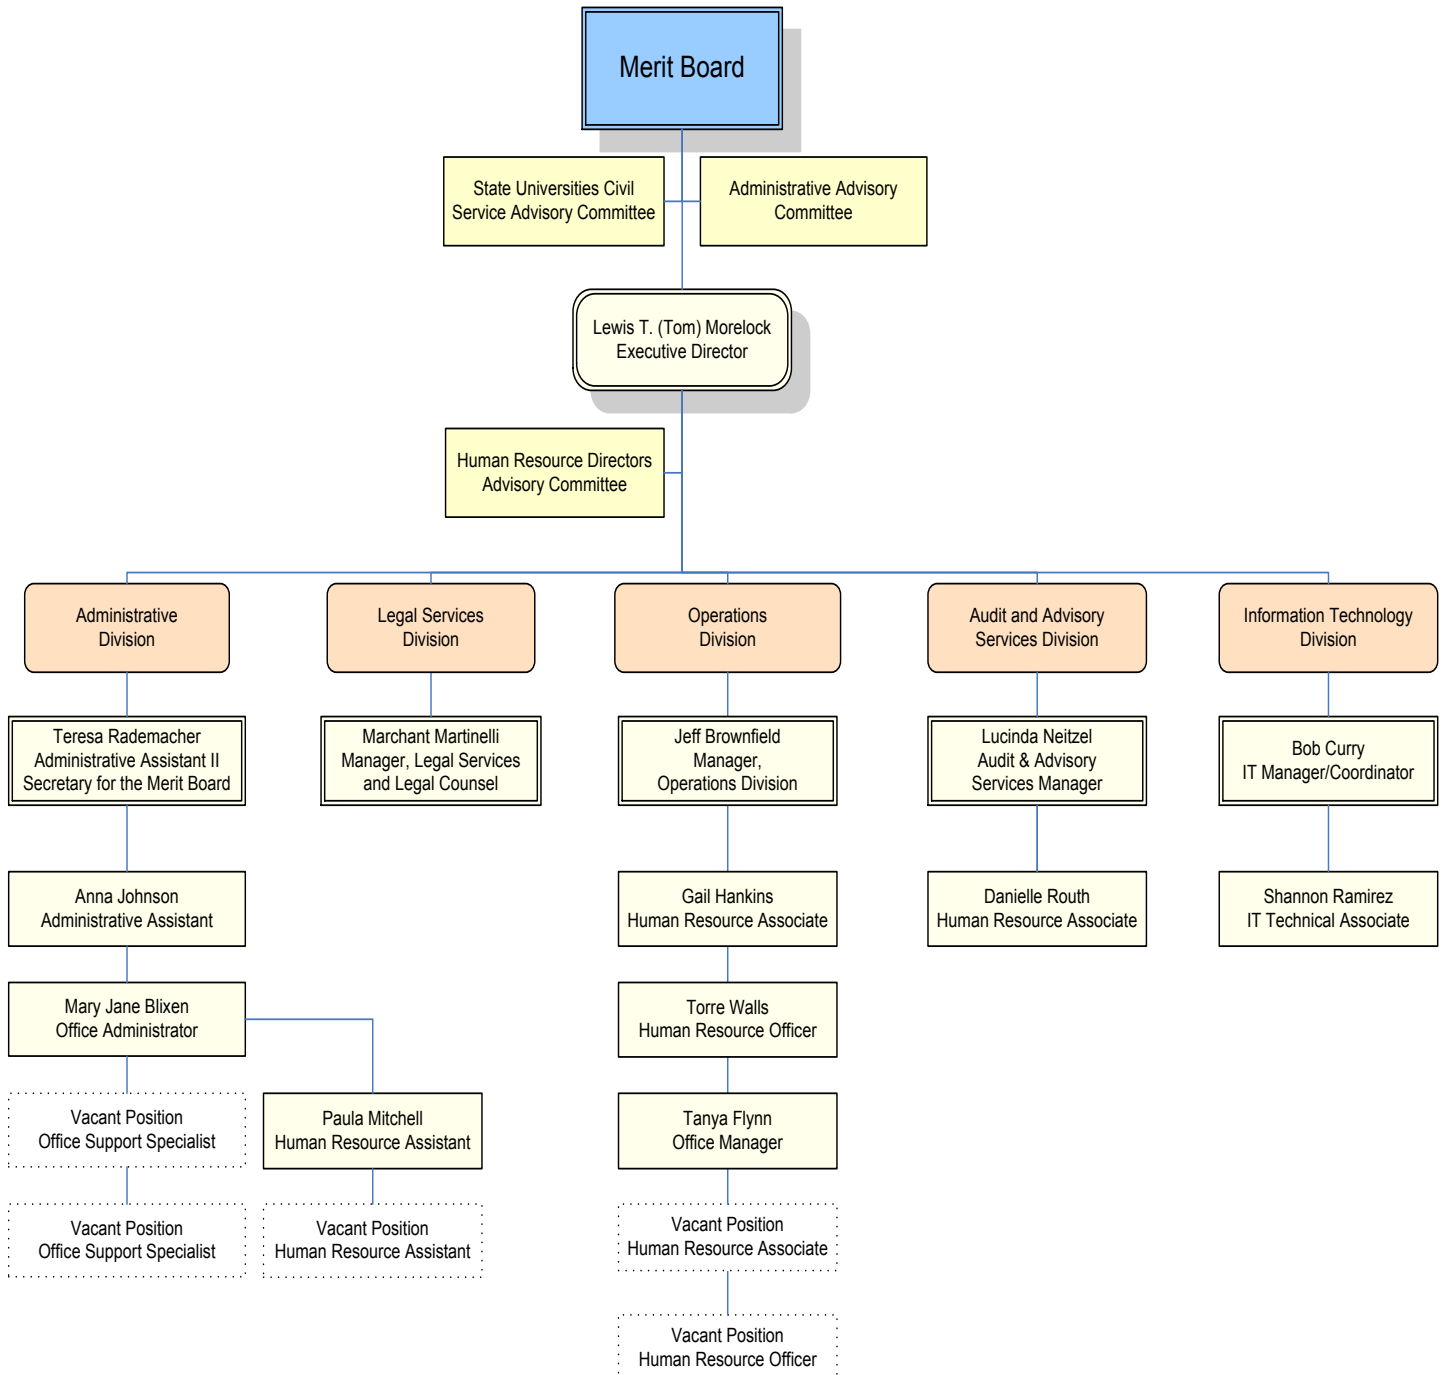 Merit Board
State Universities Civil
Service Advisory Committee
Administrative Advisory
Committee
Lewis T. (Tom) Morelock
Executive Director
Human Resource Directors
Advisory Committee
Administrative
Division
Legal Services
Division
Operations
Division
Audit and Advisory
Services Division
Information Technology
Division
Teresa Rademacher
Administrative Assistant II
Secretary for the Merit Board
Marchant Martinelli
Manager, Legal Services
and Legal Counsel
Jeff Brownfield
Manager,
Operations Division
Lucinda Neitzel
Audit & Advisory
Services Manager
Bob Curry
IT Manager/Coordinator
Anna Johnson
Administrative Assistant
Gail Hankins
Human Resource Associate
Danielle Routh
Human Resource Associate
Shannon Ramirez
IT Technical Associate
Mary Jane Blixen
Office Administrator
Torre Walls
Human Resource Officer
Vacant Position
Office Support Specialist
Paula Mitchell
Human Resource Assistant
Tanya Flynn
Office Manager
Vacant Position
Office Support Specialist
Vacant Position
Human Resource Assistant
Vacant Position
Human Resource Associate
Vacant Position
Human Resource Officer